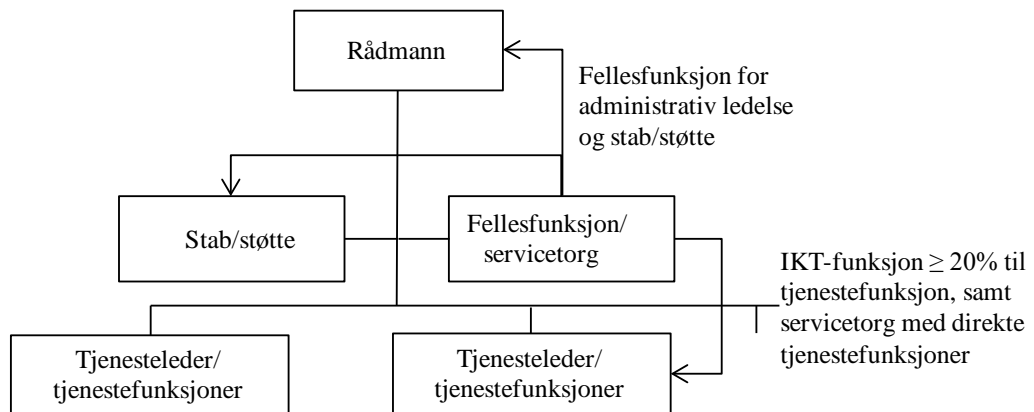 Rådmann
Fellesfunksjon for
administrativ ledelse
og stab/støtte
Stab/støtte
Fellesfunksjon/
servicetorg
IKT-funksjon ≥ 20% til
tjenestefunksjon, samt
servicetorg med direkte
tjenestefunksjoner
Tjenesteleder/
tjenestefunksjoner
Tjenesteleder/
tjenestefunksjoner